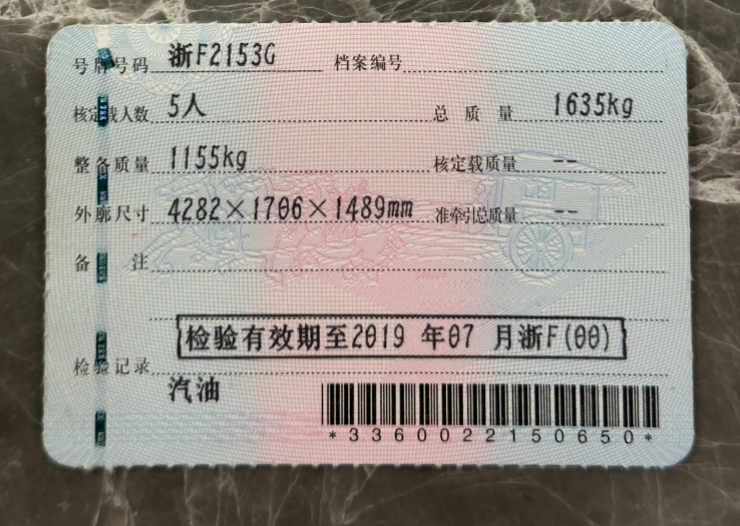 号牌号码 浙F2153G 档案编号
核定载人数 5人 总质量 1635kg
整备质量 1155kg 核定载质量 --
外廓尺寸 4282×1706×1489mm 准牵引总质量 --
备注
检验有效期至2019 年07 月浙F(00)
检验记录
汽油
*3360022150650*